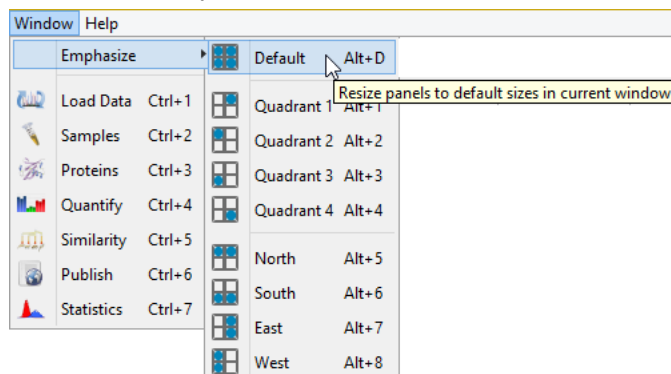 Window Help
Emphasize
Load Data Ctrl+1
Samples Ctrl+2
Proteins Ctrl+3
Quantify Ctrl+4
Similarity Ctrl+5
Publish Ctrl+6
Statistics Ctrl+7
Default Alt+D
Resize panels to default sizes in current window
Quadrant 1 Alt+1
Quadrant 2 Alt+2
Quadrant 3 Alt+3
Quadrant 4 Alt+4
North Alt+5
South Alt+6
East Alt+7
West Alt+8